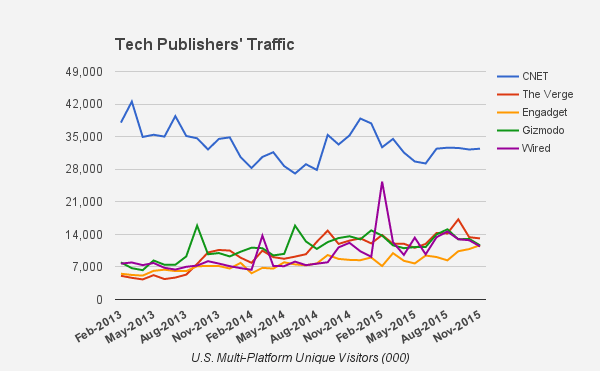 Tech Publishers' Traffic
49,000
42,000
35,000
28,000
21,000
14,000
7,000
0
CNET
The Verge
Engadget
Gizmodo
Wired
Feb-2013
May-2013
Aug-2013
Nov-2013
Feb-2014
May-2014
Aug-2014
Nov-2014
Feb-2015
May-2015
Aug-2015
Nov-2015
U.S. Multi-Platform Unique Visitors (000)